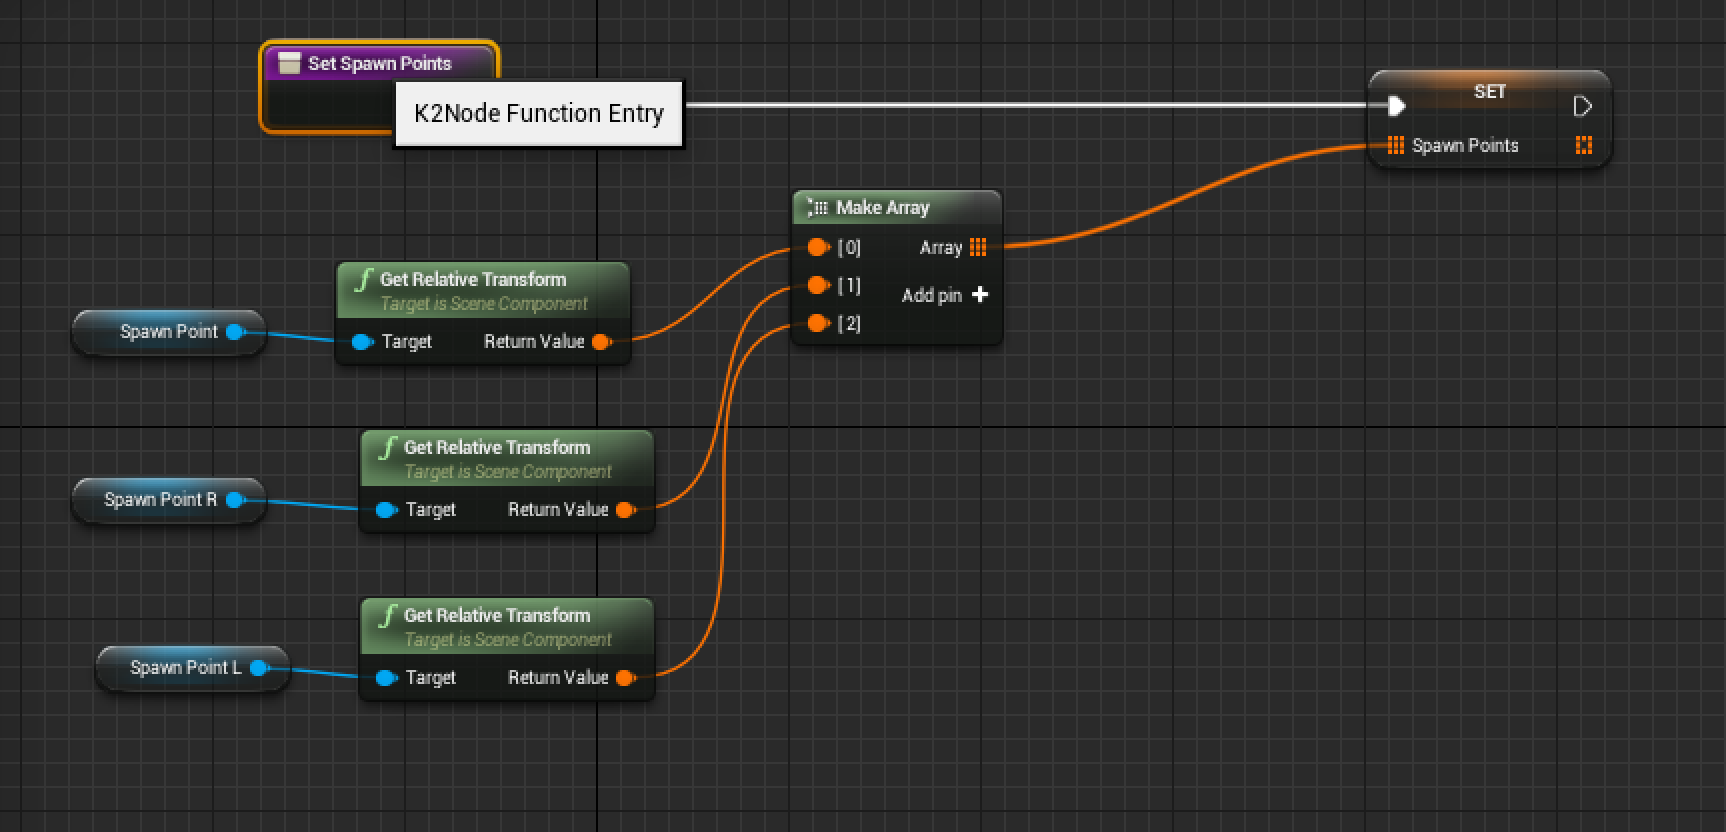 Set Spawn Points
K2Node Function Entry
SET
Spawn Points
Make Array
[0]
Array
[1]
Add pin
[2]
Get Relative Transform
Target is Scene Component
Spawn Point
Target
Return Value
Get Relative Transform
Target is Scene Component
Spawn Point R
Target
Return Value
Get Relative Transform
Target is Scene Component
Spawn Point L
Target
Return Value